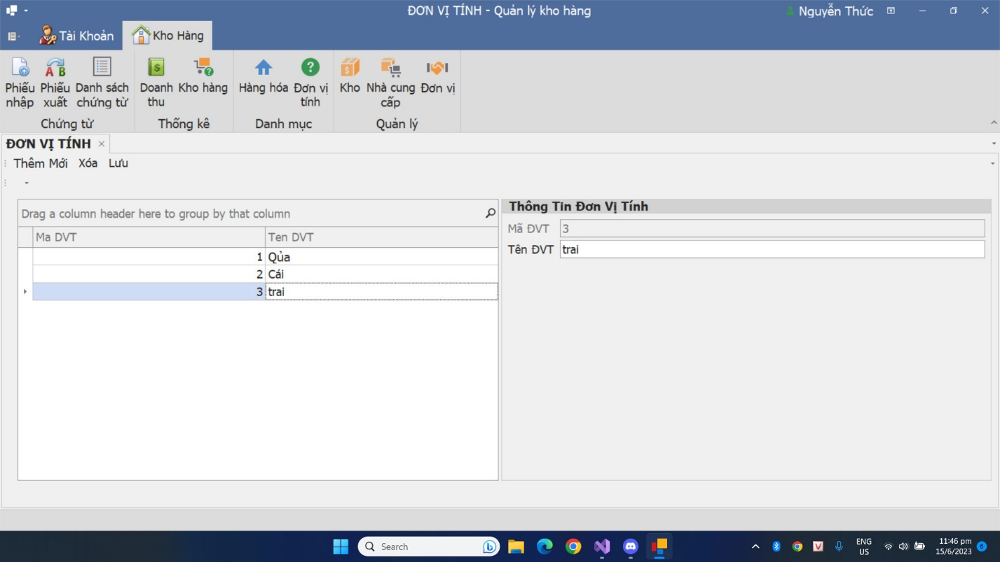 ĐƠN VỊ TÍNH - Quản lý kho hàng
Nguyễn Thức
Tài Khoản
Kho Hàng
Phiếu nhập
Phiếu xuất
Danh sách chứng từ
Doanh thu
Kho hàng
Hàng hóa
Đơn vị tính
Kho
Nhà cung cấp
Đơn vị
Chứng từ
Thống kê
Danh mục
Quản lý
ĐƠN VỊ TÍNH
Thêm Mới Xóa Lưu
Drag a column header here to group by that column
Ma DVT Ten DVT
1 Qủa
2 Cái
3 trai
Thông Tin Đơn Vị Tính
Mã ĐVT 3
Tên ĐVT trai
Search
ENG
US
11:46 pm
15/6/2023
6